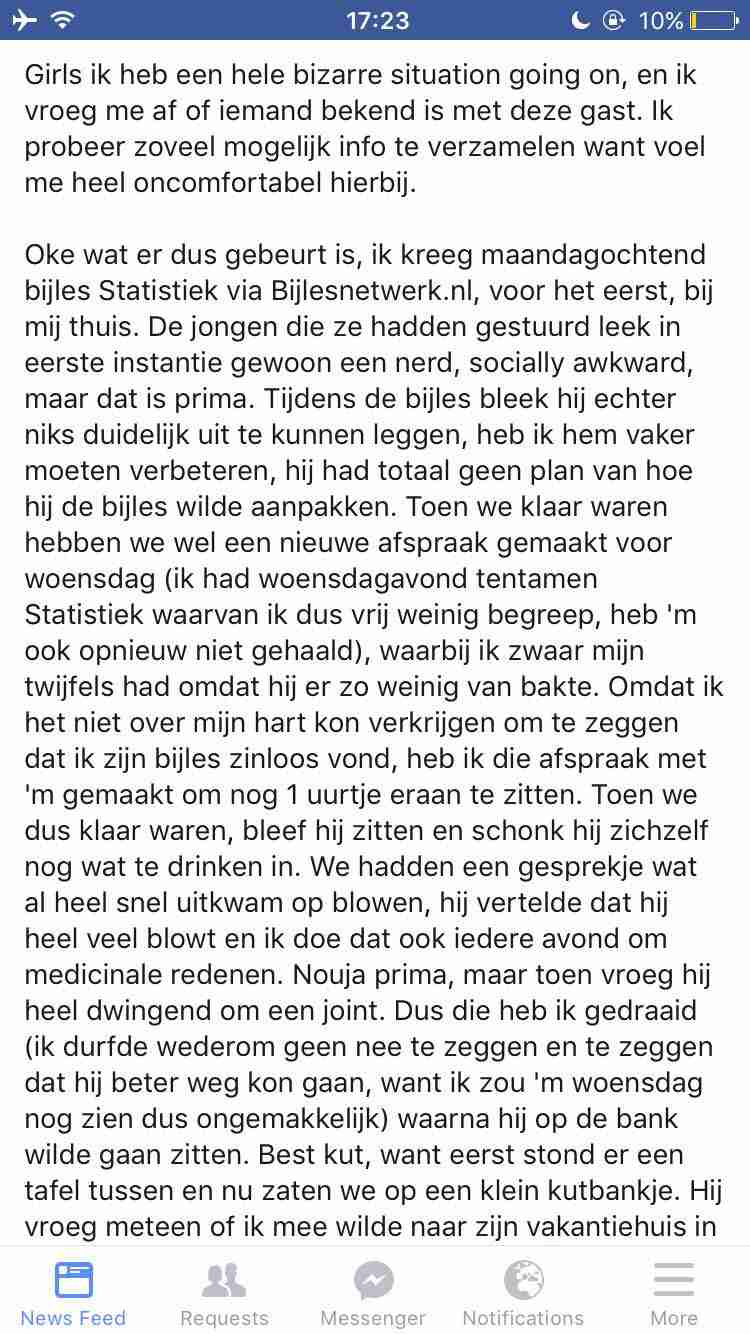 17:23
10%
Girls ik heb een hele bizarre situation going on, en ik
vroeg me af of iemand bekend is met deze gast. Ik
probeer zoveel mogelijk info te verzamelen want voel
me heel oncomfortabel hierbij.
Oke wat er dus gebeurt is, ik kreeg maandagochtend
bijles Statistiek via Bijlesnetwerk.nl, voor het eerst, bij
mij thuis. De jongen die ze hadden gestuurd leek in
eerste instantie gewoon een nerd, socially awkward,
maar dat is prima. Tijdens de bijles bleek hij echter
niks duidelijk uit te kunnen leggen, heb ik hem vaker
moeten verbeteren, hij had totaal geen plan van hoe
hij de bijles wilde aanpakken. Toen we klaar waren
hebben we wel een nieuwe afspraak gemaakt voor
woensdag (ik had woensdagavond tentamen
Statistiek waarvan ik dus vrij weinig begreep, heb 'm
ook opnieuw niet gehaald), waarbij ik zwaar mijn
twijfels had omdat hij er zo weinig van bakte. Omdat ik
het niet over mijn hart kon verkrijgen om te zeggen
dat ik zijn bijles zinloos vond, heb ik die afspraak met
'm gemaakt om nog 1 uurtje eraan te zitten. Toen we
dus klaar waren, bleef hij zitten en schonk hij zichzelf
nog wat te drinken in. We hadden een gesprekje wat
al heel snel uitkwam op blowen, hij vertelde dat hij
heel veel blowt en ik doe dat ook iedere avond om
medicinale redenen. Nouja prima, maar toen vroeg hij
heel dwingend om een joint. Dus die heb ik gedraaid
(ik durfde wederom geen nee te zeggen en te zeggen
dat hij beter weg kon gaan, want ik zou 'm woensdag
nog zien dus ongemakkelijk) waarna hij op de bank
wilde gaan zitten. Best kut, want eerst stond er een
tafel tussen en nu zaten we op een klein kutbankje. Hij
vroeg meteen of ik mee wilde naar zijn vakantiehuis in
News Feed
Requests
Messenger
Notifications
More